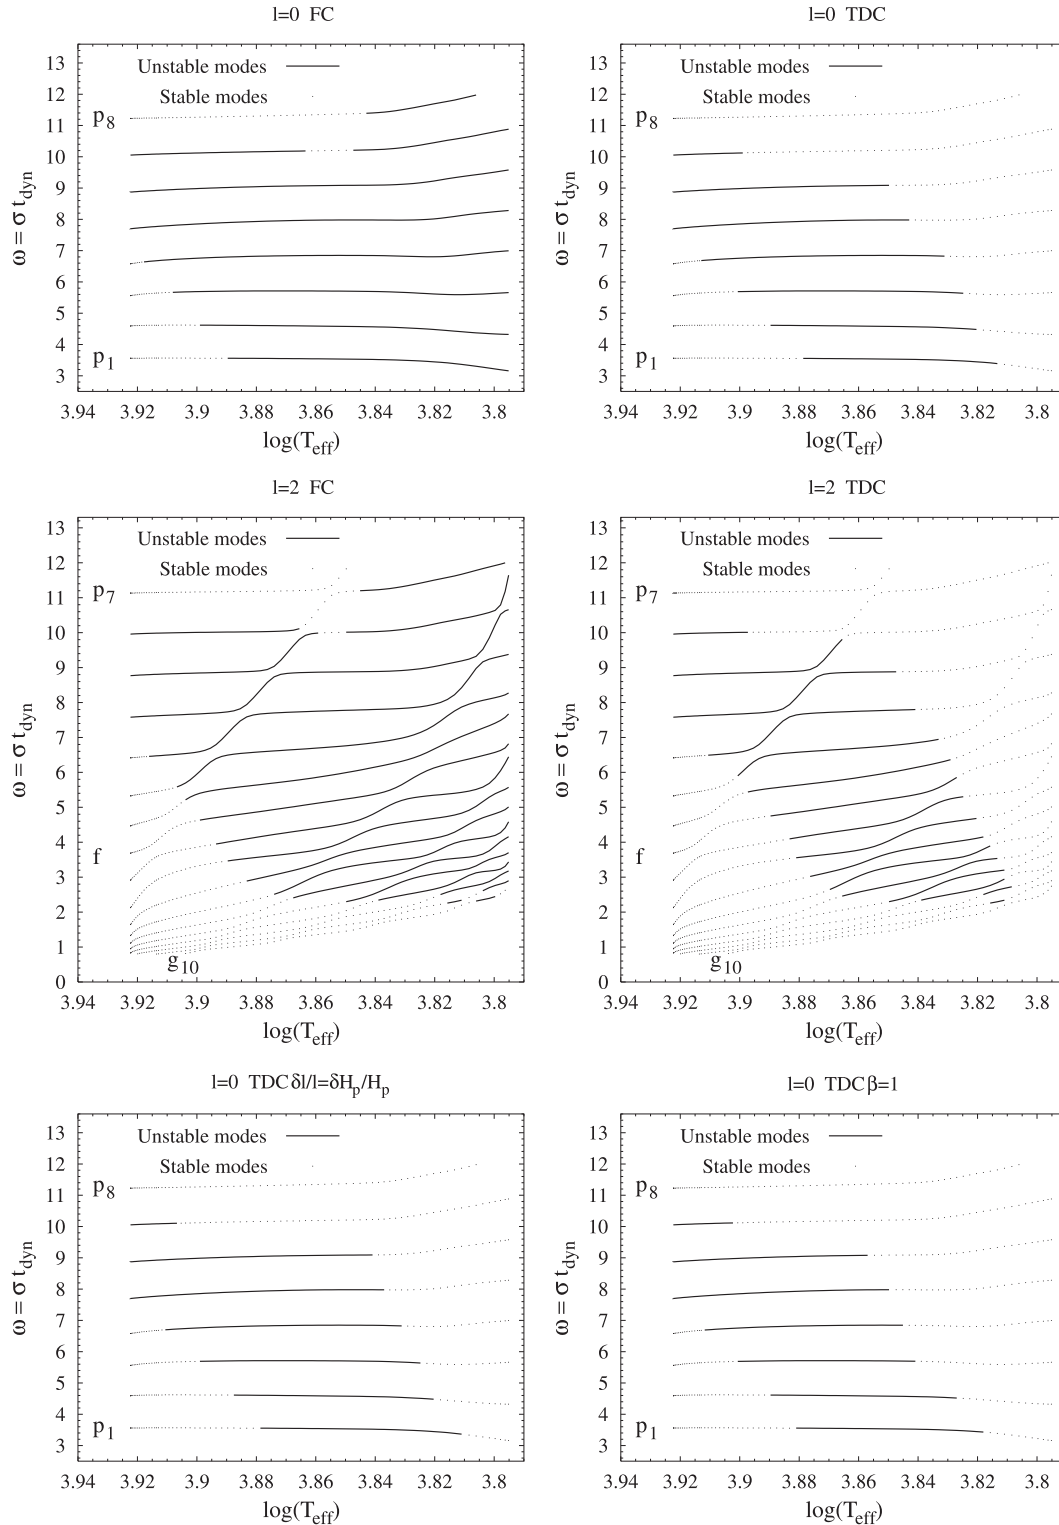 l=0 FC
13
12
11
10
9
8
7
6
5
4
3
Unstable modes
Stable modes
p8
p1
ω = σ tdyn
3.94 3.92 3.9 3.88 3.86 3.84 3.82 3.8
log(Teff)
l=0 TDC
13
12
11
10
9
8
7
6
5
4
3
Unstable modes
Stable modes
p8
p1
ω = σ tdyn
3.94 3.92 3.9 3.88 3.86 3.84 3.82 3.8
log(Teff)
l=2 FC
13
12
11
10
9
8
7
6
5
4
3
2
1
0
Unstable modes
Stable modes
p7
f
g10
ω = σ tdyn
3.94 3.92 3.9 3.88 3.86 3.84 3.82 3.8
log(Teff)
l=2 TDC
13
12
11
10
9
8
7
6
5
4
3
2
1
0
Unstable modes
Stable modes
p7
f
g10
ω = σ tdyn
3.94 3.92 3.9 3.88 3.86 3.84 3.82 3.8
log(Teff)
l=0 TDC δl/l=δHp/Hp
13
12
11
10
9
8
7
6
5
4
3
Unstable modes
Stable modes
p8
p1
ω = σ tdyn
3.94 3.92 3.9 3.88 3.86 3.84 3.82 3.8
log(Teff)
l=0 TDC β=1
13
12
11
10
9
8
7
6
5
4
3
Unstable modes
Stable modes
p8
p1
ω = σ tdyn
3.94 3.92 3.9 3.88 3.86 3.84 3.82 3.8
log(Teff)